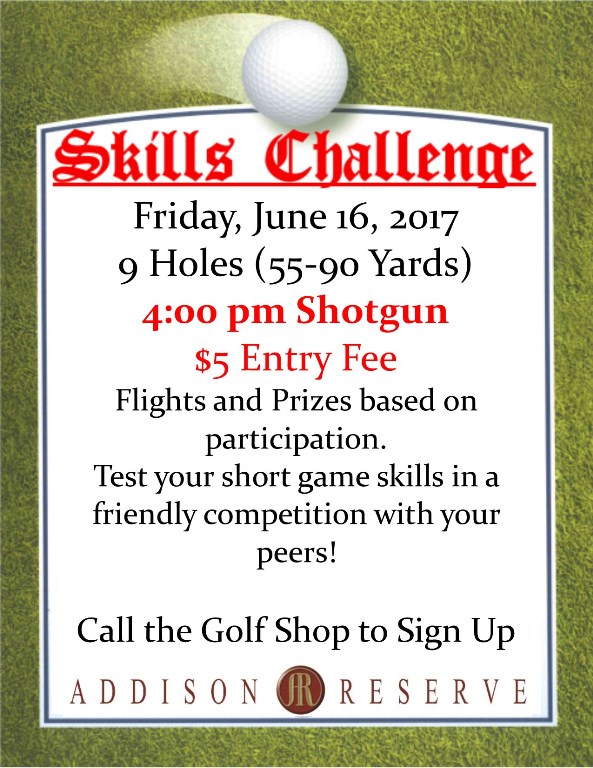 Skills Challenge
Friday, June 16, 2017
9 Holes (55-90 Yards)
4:00 pm Shotgun
$5 Entry Fee
Flights and Prizes based on
participation.
Test your short game skills in a
friendly competition with your
peers!
Call the Golf Shop to Sign Up
ADDISON AR RESERVE